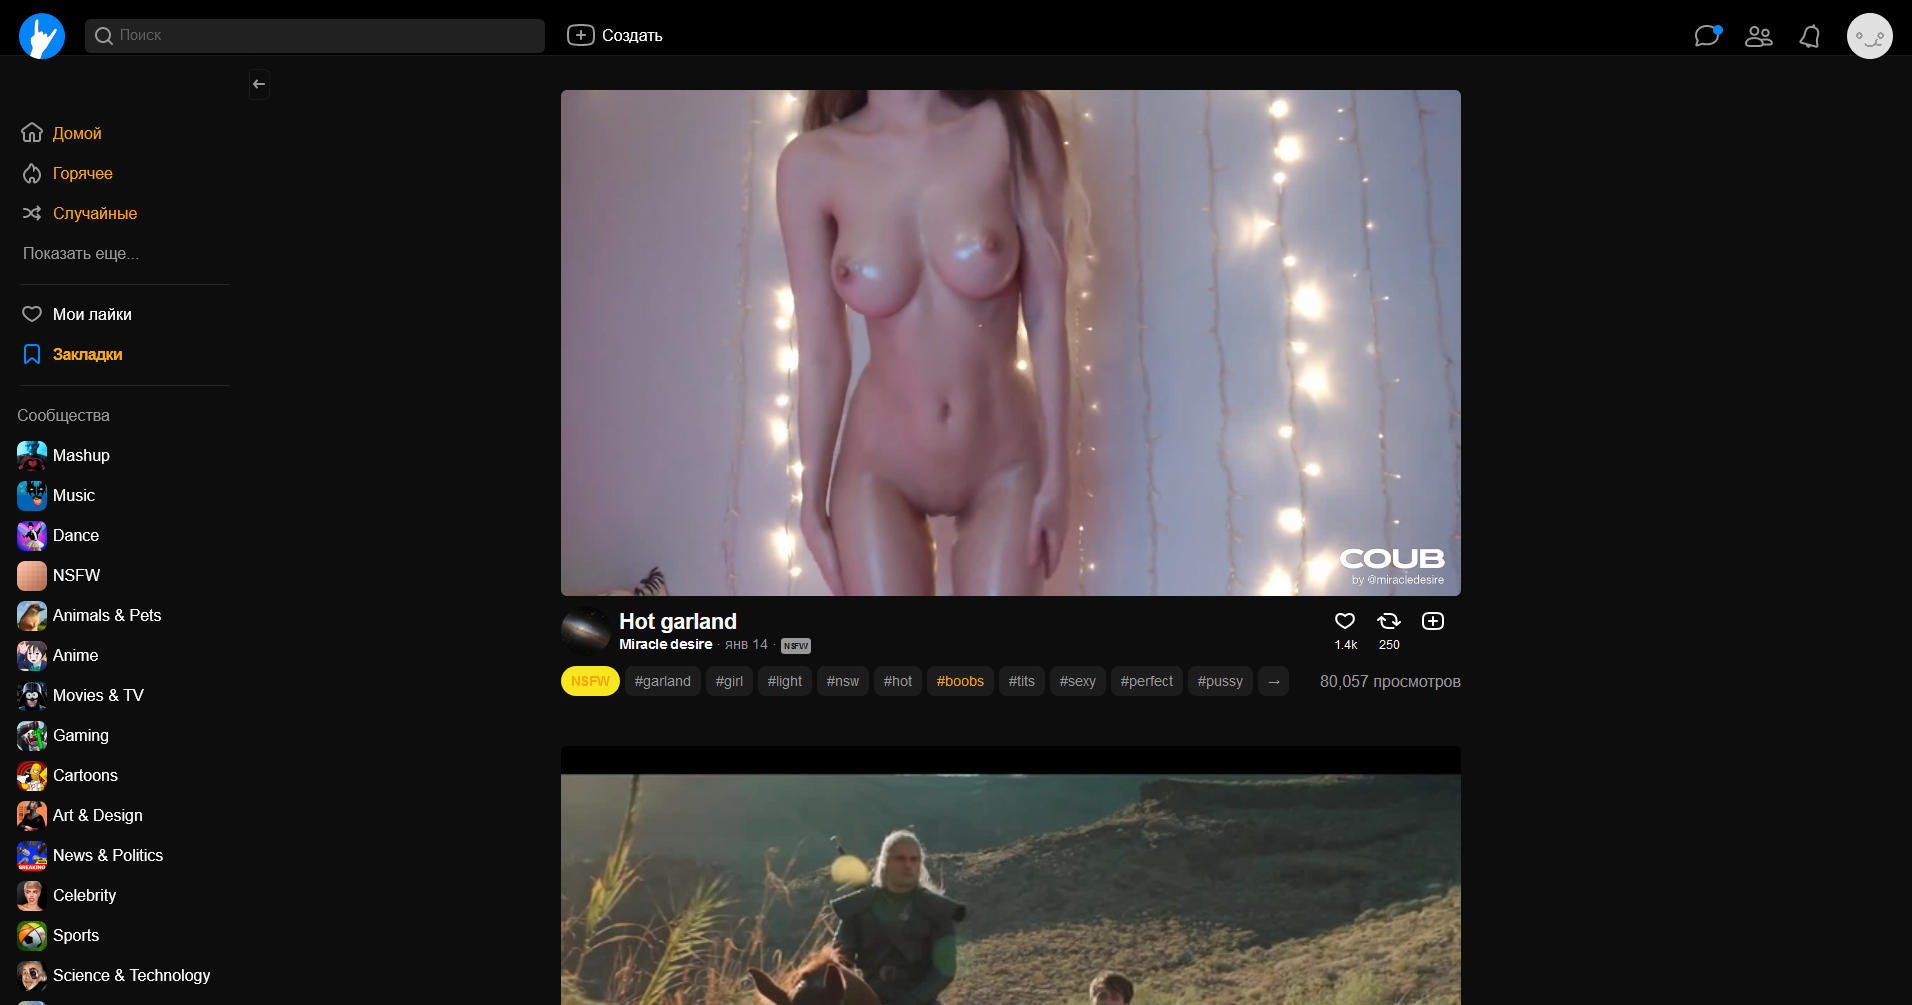 Поиск
Создать
Домой
Горячее
Случайные
Показать еще...
Мои лайки
Закладки
Сообщества
Mashup
Music
Dance
NSFW
Animals & Pets
Anime
Movies & TV
Gaming
Cartoons
Art & Design
News & Politics
BREAKING
Celebrity
Sports
Science & Technology
COUB
by @miracledesire
Hot garland
Miracle desire · янв 14 · NSFW
1.4k 250
NSFW #garland #girl #light #nsw #hot #boobs #tits #sexy #perfect #pussy → 80,057 просмотров